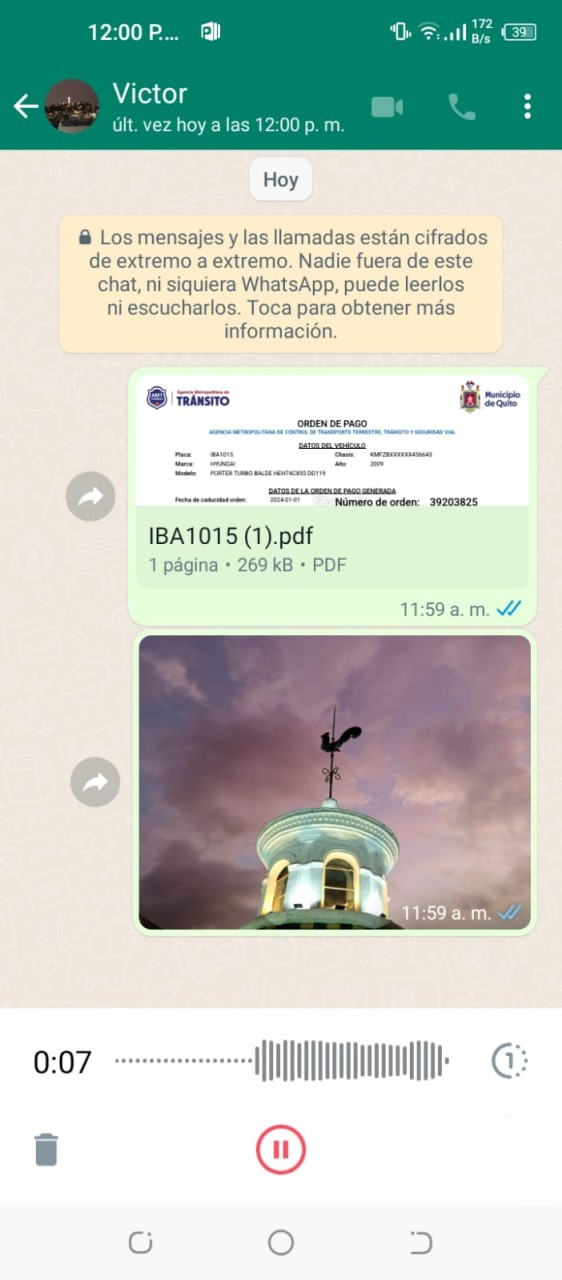 12:00 P....
172
B/s
39
Victor
últ. vez hoy a las 12:00 p. m.
Hoy
Los mensajes y las llamadas están cifrados
de extremo a extremo. Nadie fuera de este
chat, ni siquiera WhatsApp, puede leerlos
ni escucharlos. Toca para obtener más
información.
AMT
Agencia Metropolitana de
TRÁNSITO
Municipio
de Quito
ORDEN DE PAGO
AGENCIA METROPOLITANA DE CONTROL DE TRANSPORTE TERRESTRE, TRÁNSITO Y SEGURIDAD VIAL
DATOS DEL VEHÍCULO
Placa: IBA1015 Chasis: KMFZBXXXXXX456643
Marca: HYUNDAI Año: 2009
Modelo: PORTER TURBO BALDE HEH74C855 DD119
DATOS DE LA ORDEN DE PAGO GENERADA
Fecha de caducidad orden: 2024-01-01 Número de orden: 39203825
IBA1015 (1).pdf
1 página • 269 kB • PDF
11:59 a. m.
11:59 a. m.
0:07
1